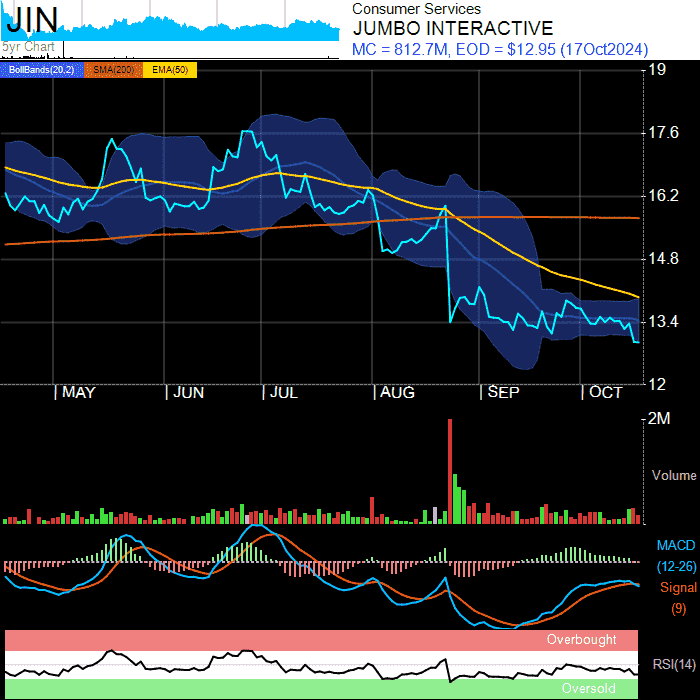 JIN
5yr Chart
Consumer Services
JUMBO INTERACTIVE
MC = 812.7M, EOD = $12.95 (17Oct2024)
BollBands(20,2) SMA(200) EMA(50)
19
17.6
16.2
14.8
13.4
12
MAY JUN JUL AUG SEP OCT
2M
Volume
MACD
(12-26)
Signal
(9)
Overbought
RSI(14)
Oversold